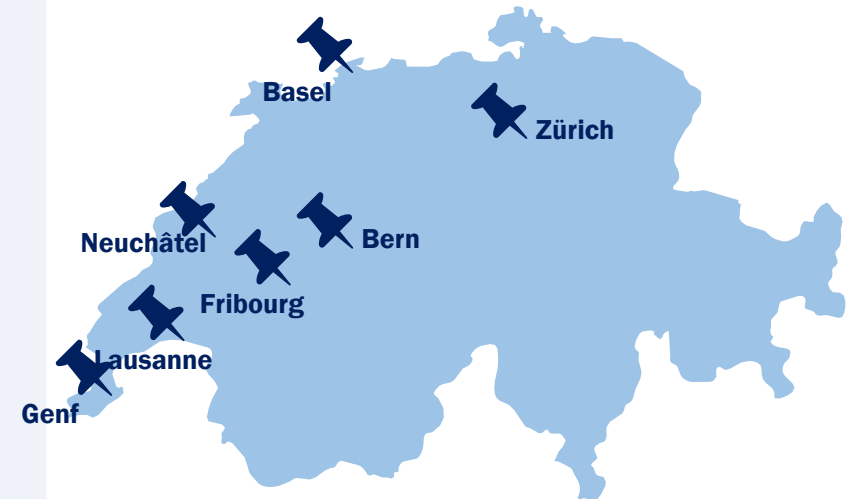 Basel
Zürich
Neuchâtel
Bern
Fribourg
Lausanne
Genf